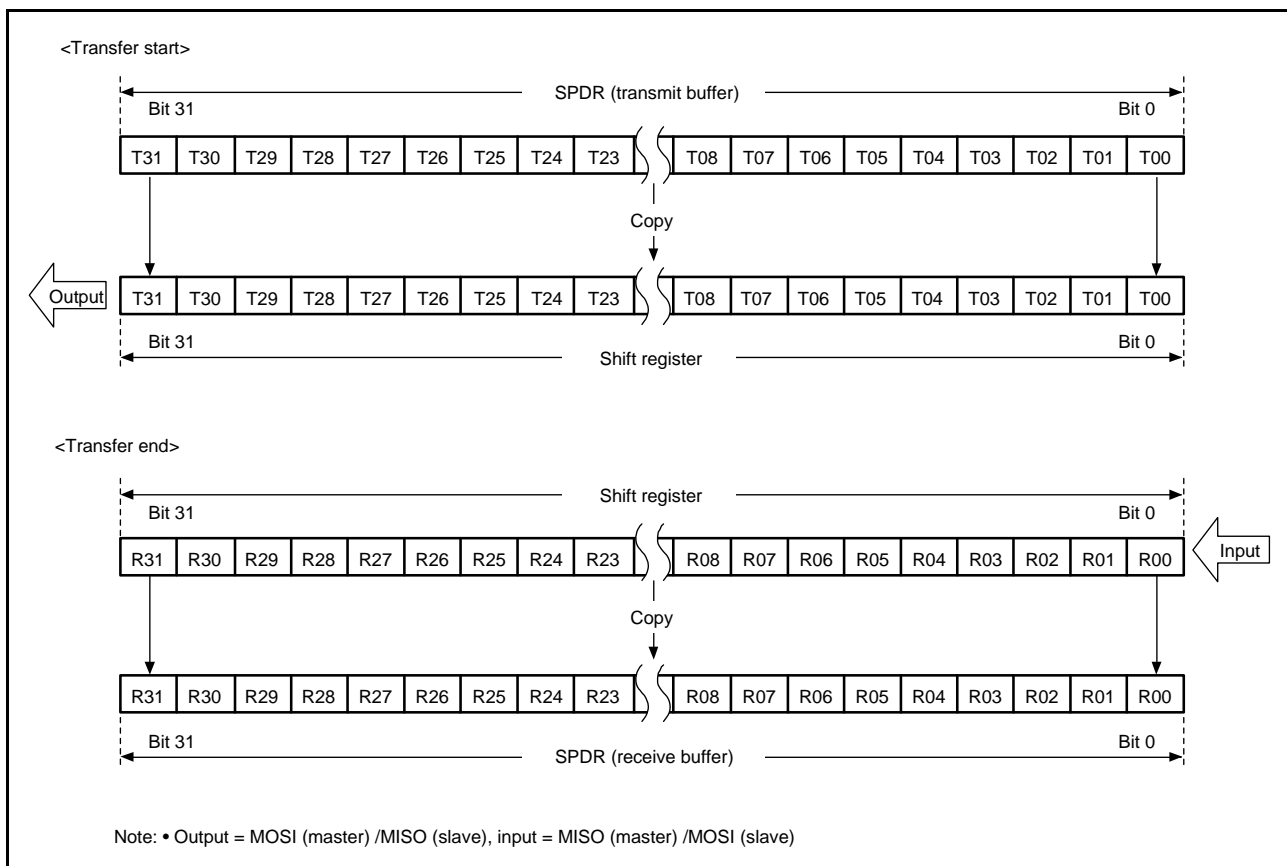 <Transfer start>
SPDR (transmit buffer)
Bit 31 Bit 0
T31 T30 T29 T28 T27 T26 T25 T24 T23 T08 T07 T06 T05 T04 T03 T02 T01 T00
Copy
Output T31 T30 T29 T28 T27 T26 T25 T24 T23 T08 T07 T06 T05 T04 T03 T02 T01 T00
Bit 31 Bit 0
Shift register
<Transfer end>
Shift register
Bit 31 Bit 0
R31 R30 R29 R28 R27 R26 R25 R24 R23 R08 R07 R06 R05 R04 R03 R02 R01 R00 Input
Copy
R31 R30 R29 R28 R27 R26 R25 R24 R23 R08 R07 R06 R05 R04 R03 R02 R01 R00
Bit 31 Bit 0
SPDR (receive buffer)
Note: • Output = MOSI (master) /MISO (slave), input = MISO (master) /MOSI (slave)